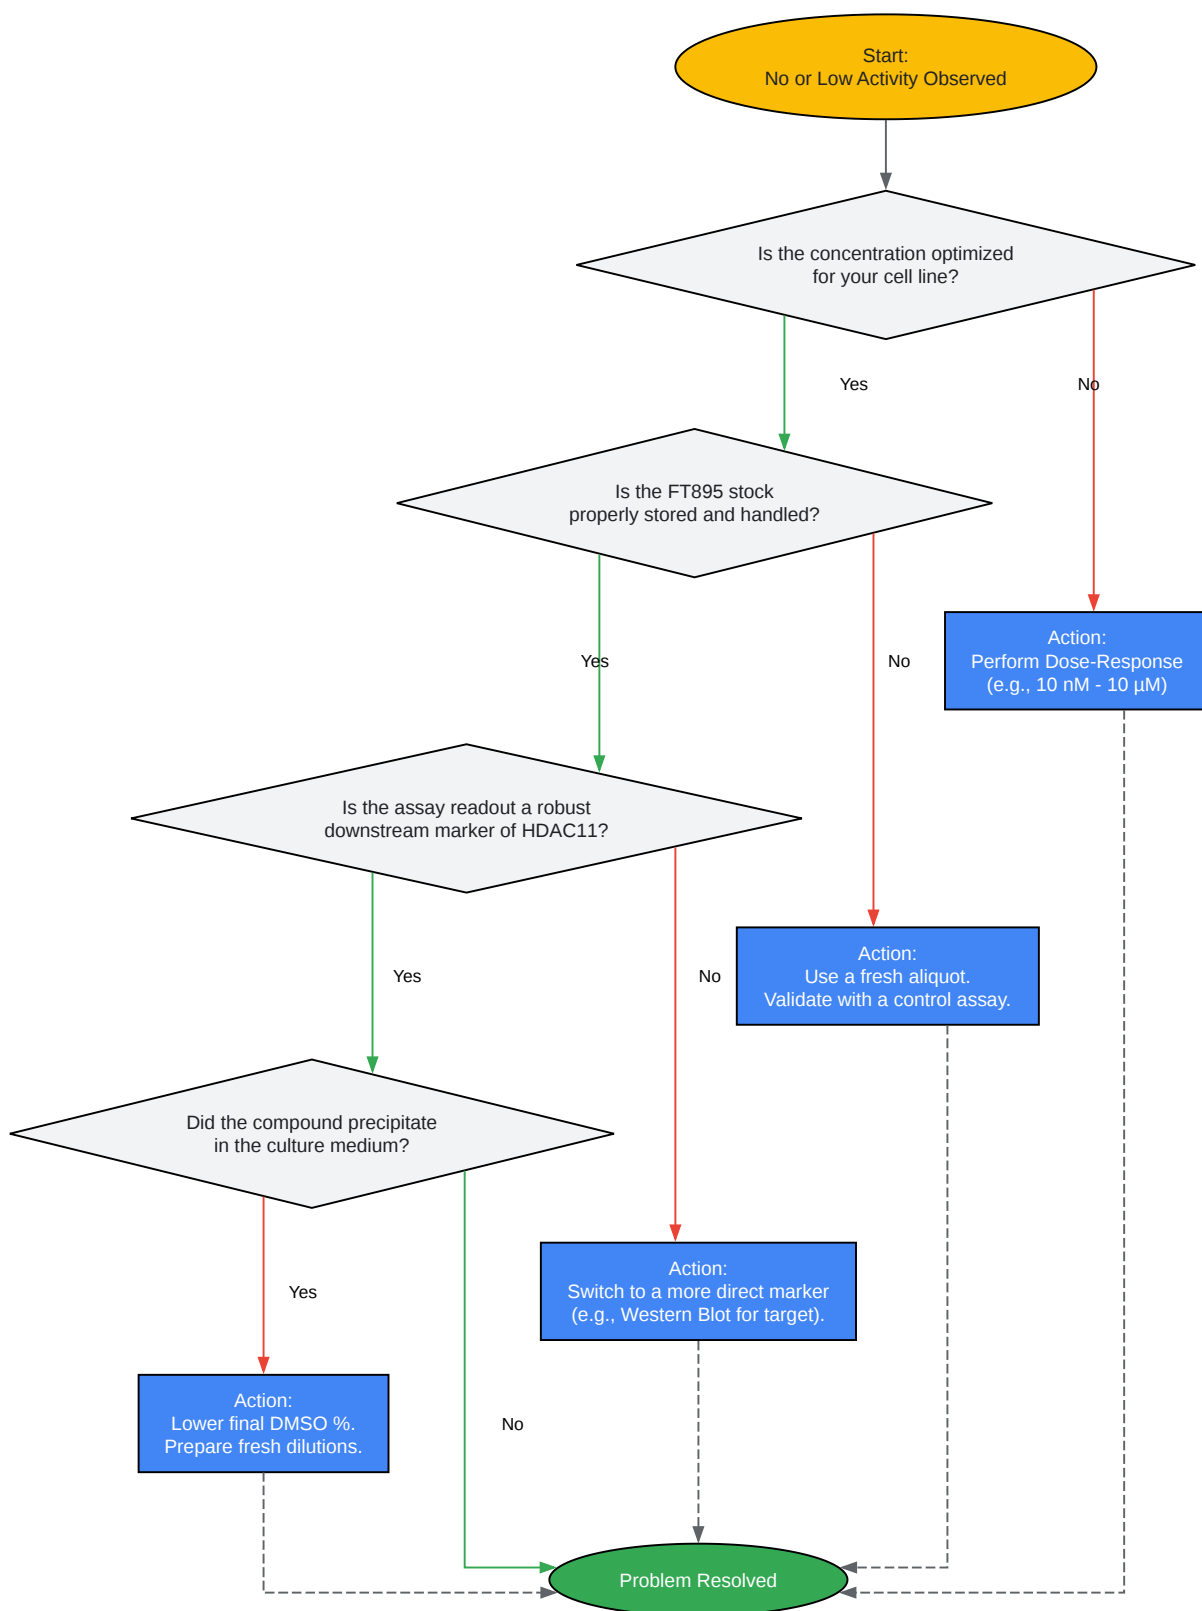 Start:
No or Low Activity Observed
Is the concentration optimized
for your cell line?
Yes
No
Is the FT895 stock
properly stored and handled?
Yes
No
Action:
Perform Dose-Response
(e.g., 10 nM - 10 µM)
Is the assay readout a robust
downstream marker of HDAC11?
Yes
No
Action:
Use a fresh aliquot.
Validate with a control assay.
Did the compound precipitate
in the culture medium?
Yes
No
Action:
Switch to a more direct marker
(e.g., Western Blot for target).
Action:
Lower final DMSO %.
Prepare fresh dilutions.
Problem Resolved